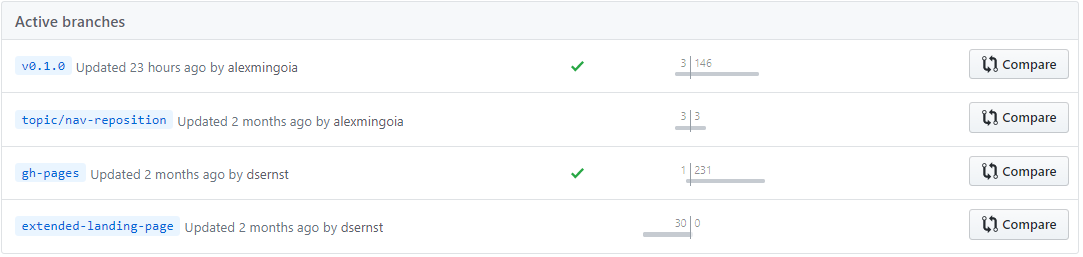 Active branches
v0.1.0 Updated 23 hours ago by alexmingoia 3 146 Compare
topic/nav-reposition Updated 2 months ago by alexmingoia 3 3 Compare
gh-pages Updated 2 months ago by dsernst 1 231 Compare
extended-landing-page Updated 2 months ago by dsernst 30 0 Compare